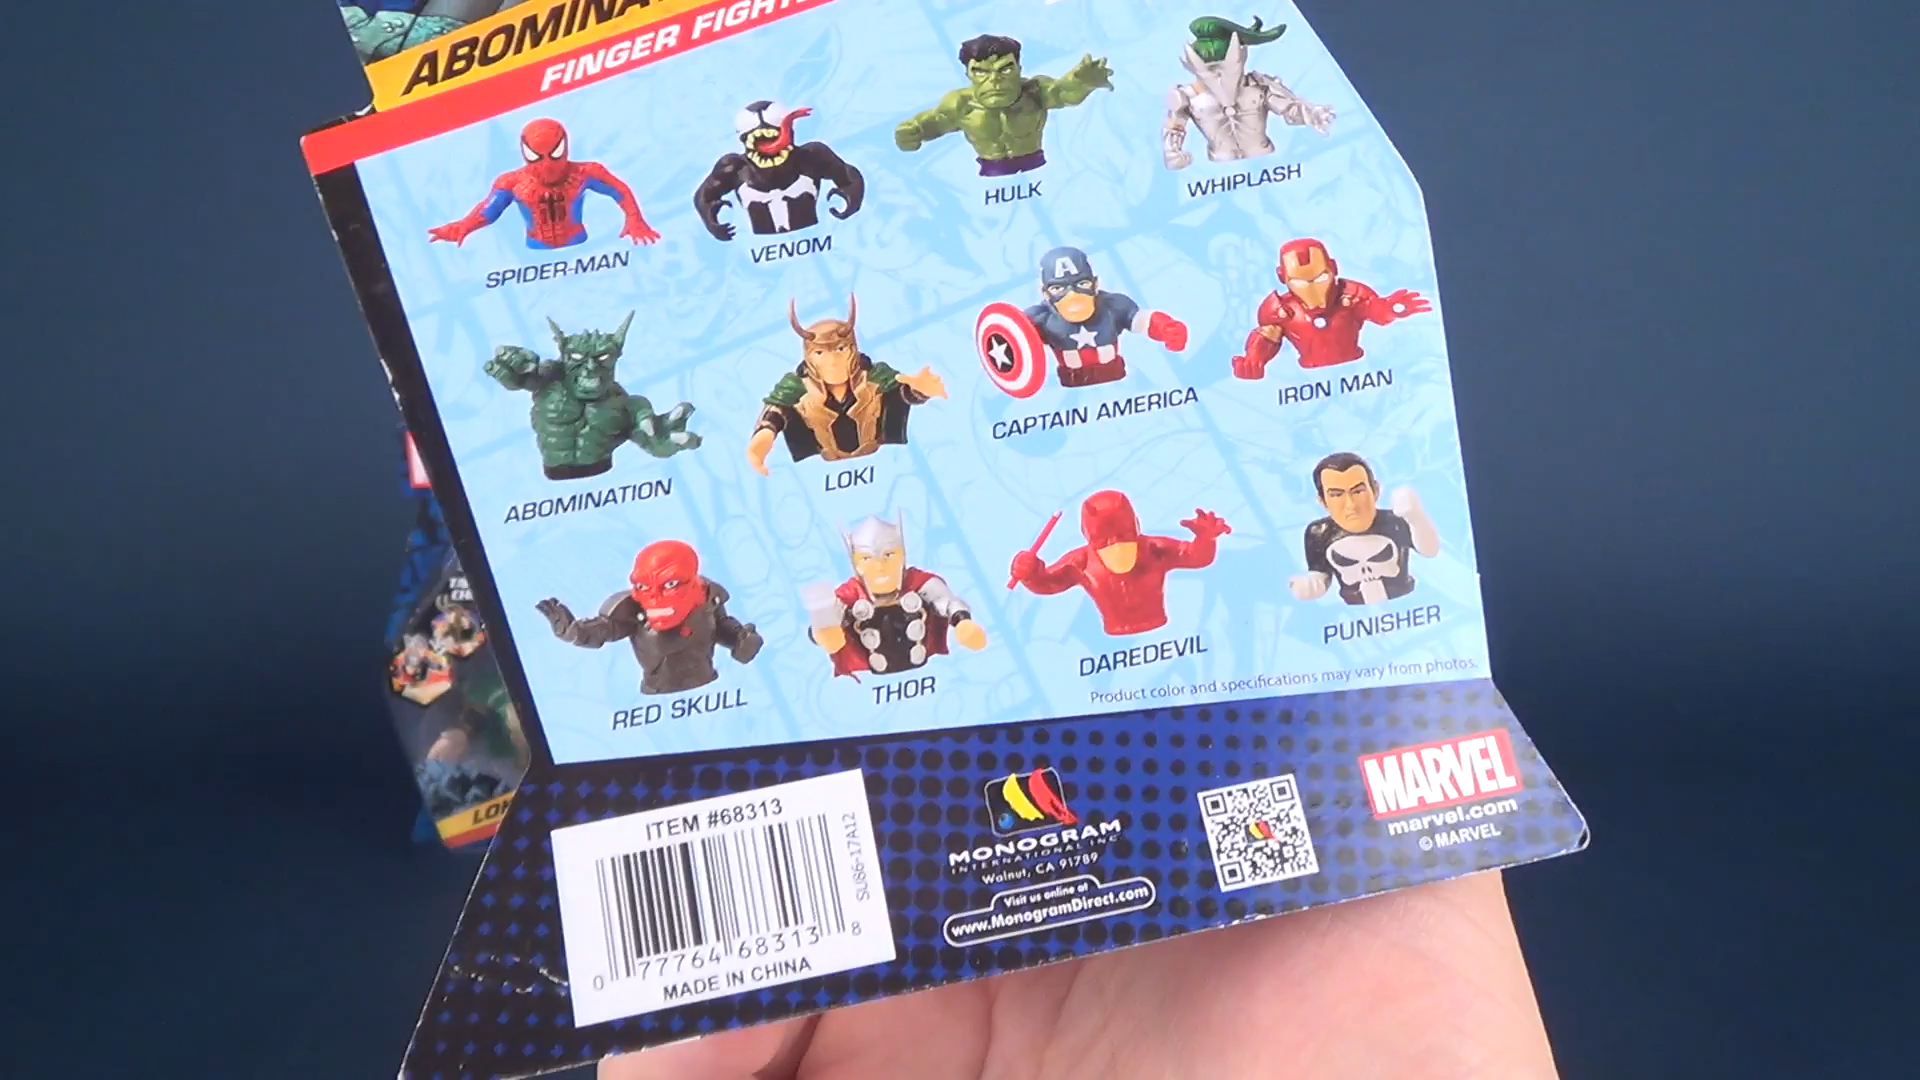 ABOMINA
FINGER FIGHT
SPIDER-MAN
VENOM
HULK
WHIPLASH
ABOMINATION
LOKI
CAPTAIN AMERICA
IRON MAN
RED SKULL
THOR
DAREDEVIL
PUNISHER
Product color and specifications may vary from photos.
ITEM #68313
SU86-17A12
0 77764 68313 8
MADE IN CHINA
MONOGRAM
INTERNATIONAL INC.
Walnut, CA 91789
Visit us online at
www.MonogramDirect.com
MARVEL
marvel.com
© MARVEL
LOK